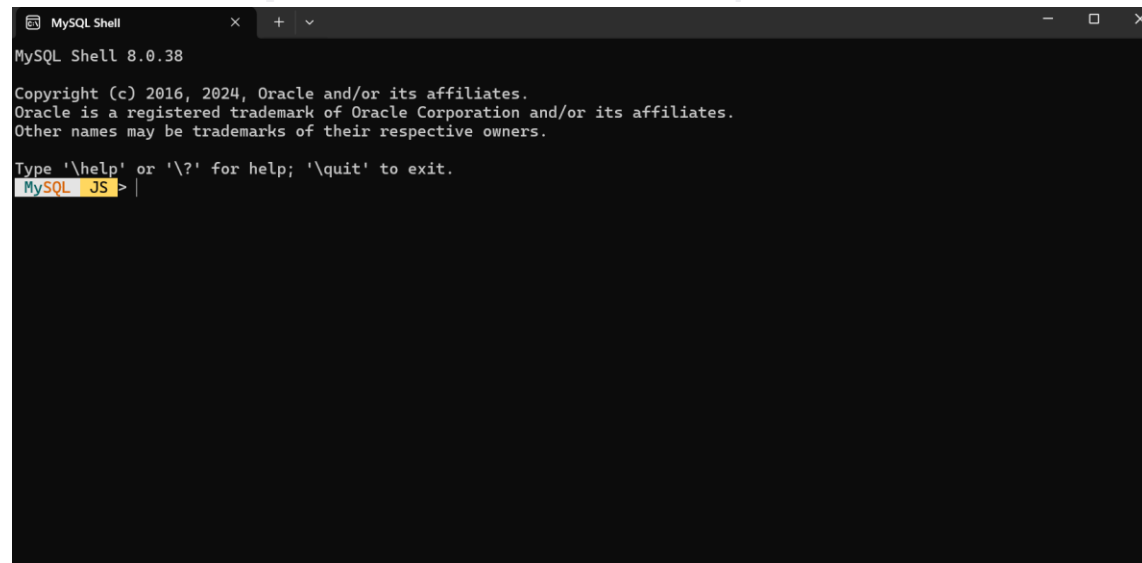 MySQL Shell
MySQL Shell 8.0.38
Copyright (c) 2016, 2024, Oracle and/or its affiliates.
Oracle is a registered trademark of Oracle Corporation and/or its affiliates.
Other names may be trademarks of their respective owners.
Type '\help' or '\?' for help; '\quit' to exit.
MySQL JS >